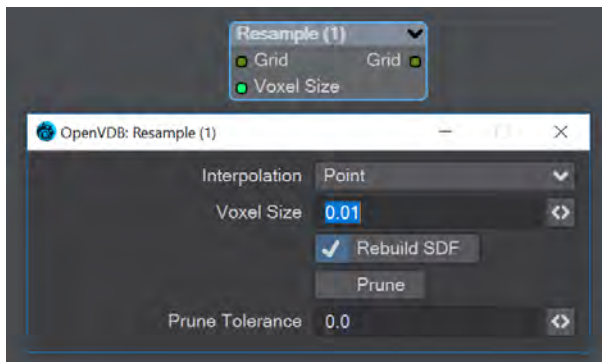 Resample (1)
Grid Grid
Voxel Size
OpenVDB: Resample (1)
Interpolation Point
Voxel Size 0.01
Rebuild SDF
Prune
Prune Tolerance 0.0